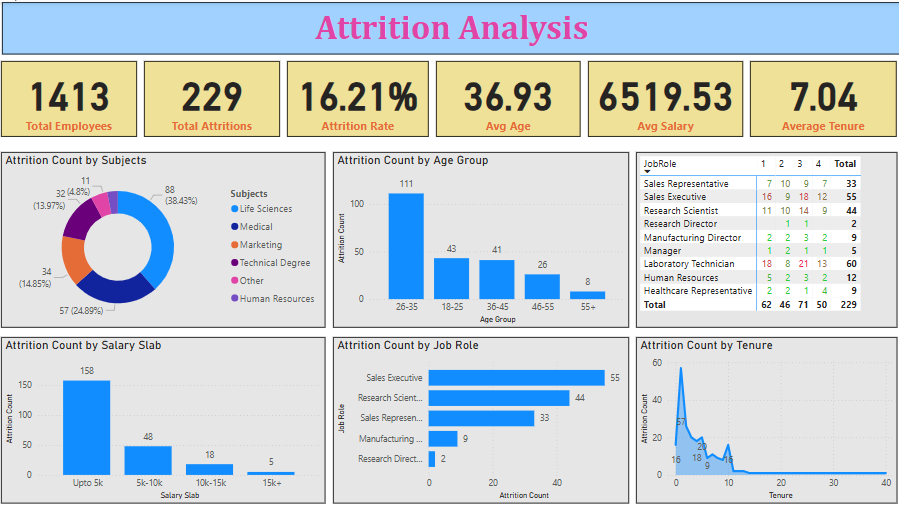 Attrition Analysis
1413
Total Employees
229
Total Attritions
16.21%
Attrition Rate
36.93
Avg Age
6519.53
Avg Salary
7.04
Average Tenure
Attrition Count by Subjects
88
(38.43%)
57 (24.89%)
34
(14.85%)
32
(13.97%)
11
(4.8%)
Subjects
Life Sciences
Medical
Marketing
Technical Degree
Other
Human Resources
Attrition Count by Age Group
Attrition Count
100
50
0
111
43
41
26
8
26-35 18-25 36-45 46-55 55+
Age Group
JobRole 1 2 3 4 Total
Sales Representative 7 10 9 7 33
Sales Executive 16 9 18 12 55
Research Scientist 11 10 14 9 44
Research Director 1 1 2
Manufacturing Director 2 2 3 2 9
Manager 1 2 1 1 5
Laboratory Technician 18 8 21 13 60
Human Resources 5 2 3 2 12
Healthcare Representative 2 2 1 4 9
Total 62 46 71 50 229
Attrition Count by Salary Slab
Attrition Count
150
100
50
0
158
48
18
5
Upto 5k 5k-10k 10k-15k 15k+
Salary Slab
Attrition Count by Job Role
Job Role
Sales Executive 55
Research Scient... 44
Sales Represen... 33
Manufacturing ... 9
Research Direct... 2
0 20 40
Attrition Count
Attrition Count by Tenure
Attrition Count
60
40
20
0
16
57
18
20
9
16
0 10 20 30 40
Tenure